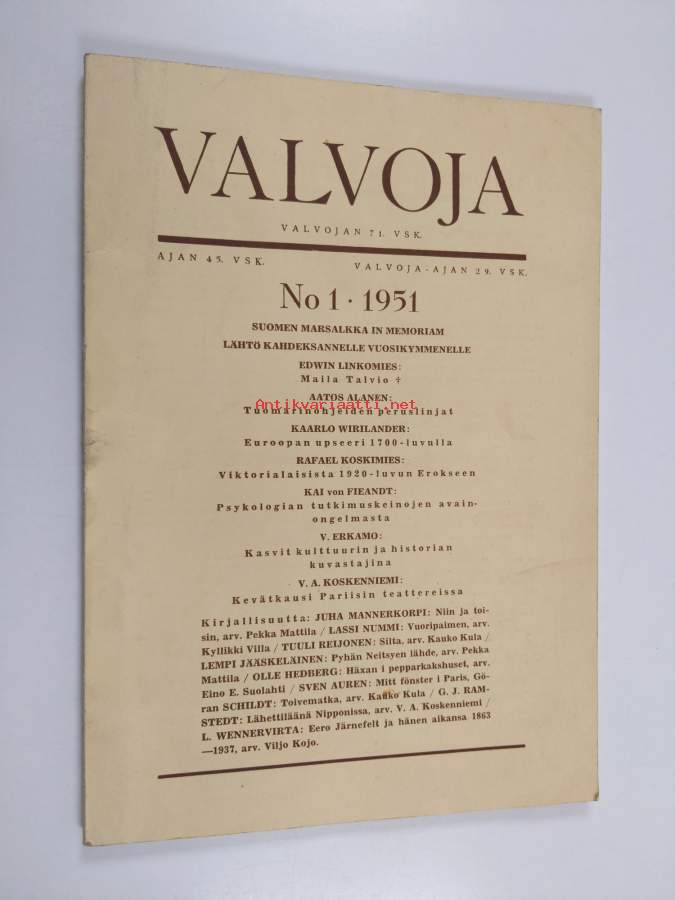 VALVOJA
VALVOJAN 71. VSK.
AJAN 45. VSK. VALVOJA-AJAN 29. VSK.
No 1 · 1951
SUOMEN MARSALKKA IN MEMORIAM
LÄHTÖ KAHDEKSANNELLE VUOSIKYMMENELLE
EDWIN LINKOMIES:
Maila Talvio †
AATOS ALANEN:
Antikvariaatti.net
Tuomarinohjeiden peruslinjat
KAARLO WIRILANDER:
Euroopan upseeri 1700-luvulla
RAFAEL KOSKIMIES:
Viktorialaisista 1920-luvun Erokseen
KAI von FIEANDT:
Psykologian tutkimuskeinojen avain-
ongelmasta
V. ERKAMO:
Kasvit kulttuurin ja historian
kuvastajina
V. A. KOSKENNIEMI:
Kevätkausi Pariisin teattereissa
Kirjallisuutta: JUHA MANNERKORPI: Niin ja toi-
sin, arv. Pekka Mattila / LASSI NUMMI: Vuoripaimen, arv.
Kyllikki Villa / TUULI REIJONEN: Silta, arv. Kauko Kula /
LEMPI JÄÄSKELÄINEN: Pyhän Neitsyen lähde, arv. Pekka
Mattila / OLLE HEDBERG: Häxan i pepparkakshuset, arv.
Eino E. Suolahti / SVEN AUREN: Mitt fönster i Paris, Gö-
ran SCHILDT: Toivematka, arv. Kauko Kula / G. J. RAM-
STEDT: Lähettiläänä Nipponissa, arv. V. A. Koskenniemi /
L. WENNERVIRTA: Eero Järnefelt ja hänen aikansa 1863
—1937, arv. Viljo Kojo.